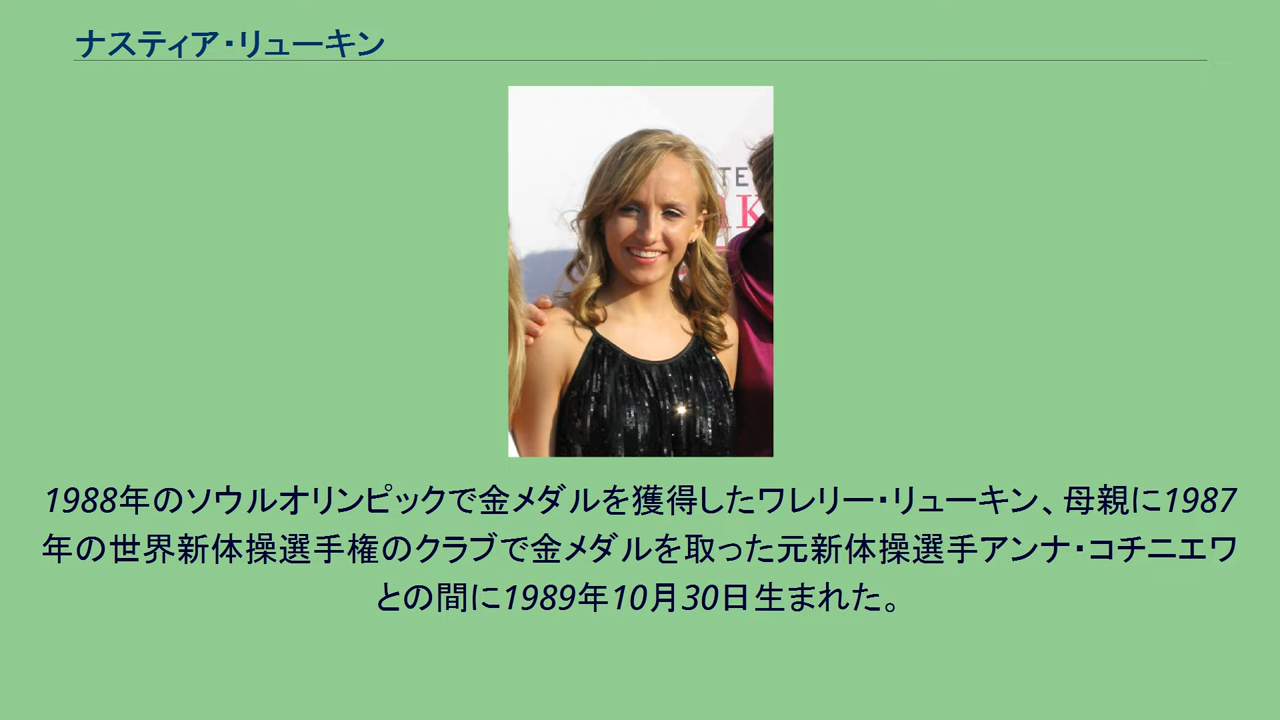 ナスティア・リューキン
TE
RK
1988年のソウルオリンピックで金メダルを獲得したワレリー・リューキン、母親に1987
年の世界新体操選手権のクラブで金メダルを取った元新体操選手アンナ・コチニエワ
との間に1989年10月30日生まれた。